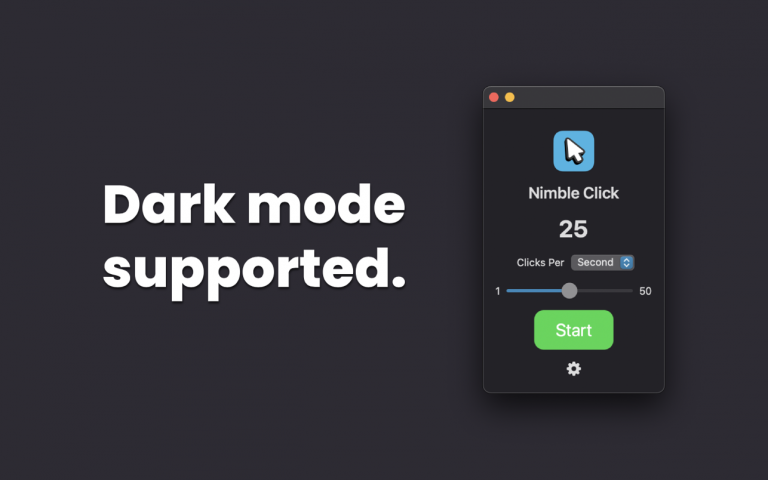 Dark mode
supported.
Nimble Click
25
Clicks Per Second
1 50
Start